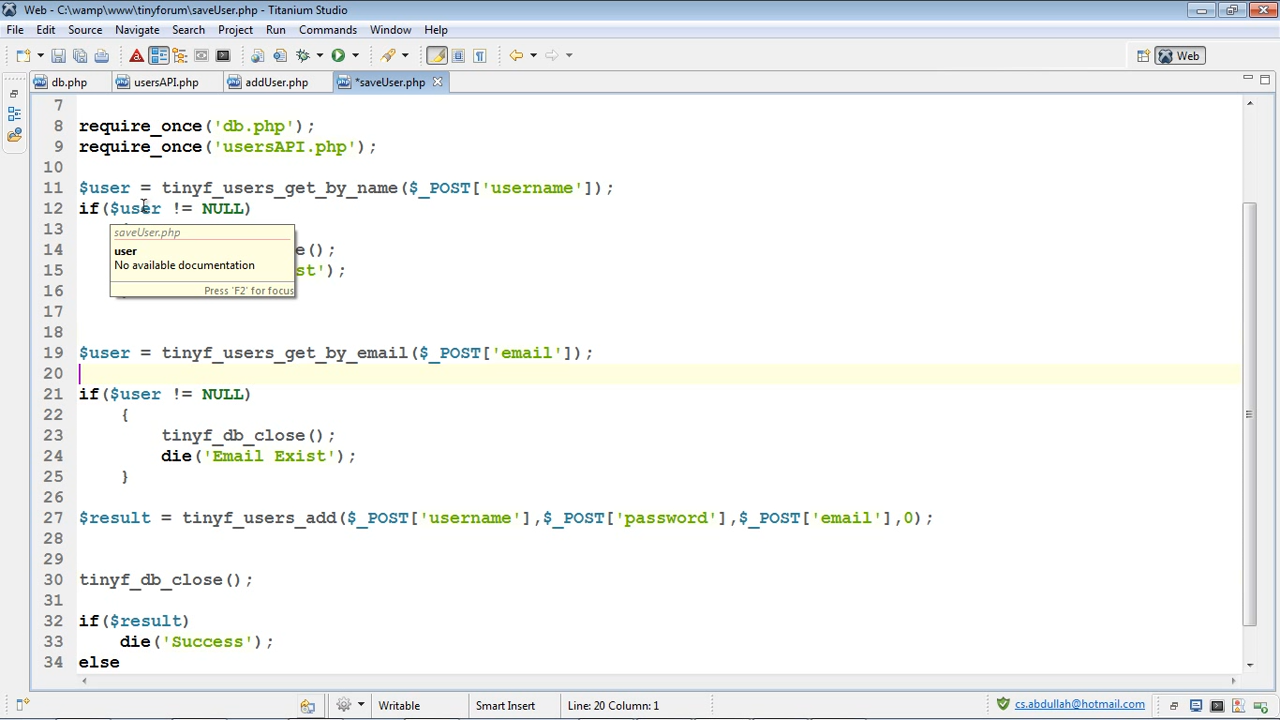 Web - C:\wamp\www\tinyforum\saveUser.php - Titanium Studio
File Edit Source Navigate Search Project Run Commands Window Help
Web
db.php usersAPI.php addUser.php *saveUser.php
7
8 require_once('db.php');
9 require_once('usersAPI.php');
10
11 $user = tinyf_users_get_by_name($_POST['username']);
12 if($user != NULL)
13
14 e();
15 st');
16
saveUser.php
user
No available documentation
Press 'F2' for focus
17
18
19 $user = tinyf_users_get_by_email($_POST['email']);
20
21 if($user != NULL)
22 {
23 tinyf_db_close();
24 die('Email Exist');
25 }
26
27 $result = tinyf_users_add($_POST['username'],$_POST['password'],$_POST['email'],0);
28
29
30 tinyf_db_close();
31
32 if($result)
33 die('Success');
34 else
Writable Smart Insert Line: 20 Column: 1 cs.abdullah@hotmail.com